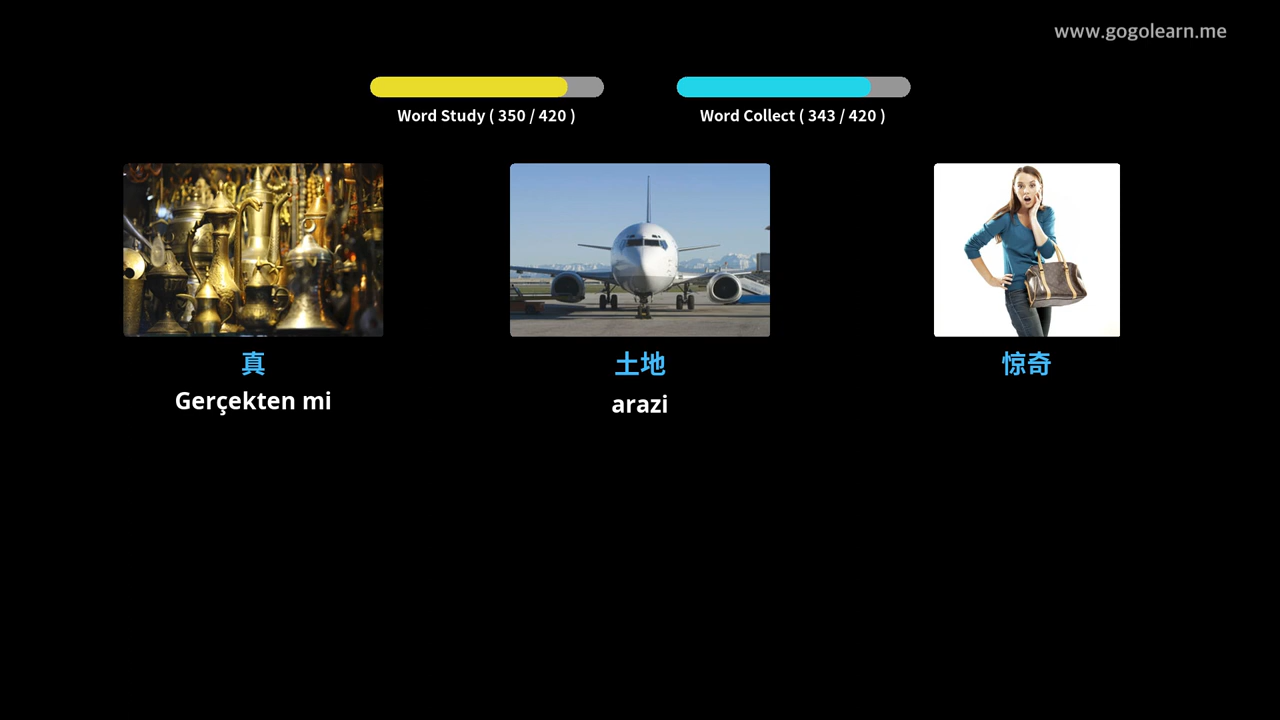 www.gogolearn.me
Word Study ( 350 / 420 )
Word Collect ( 343 / 420 )
真
土地
惊奇
Gerçekten mi
arazi